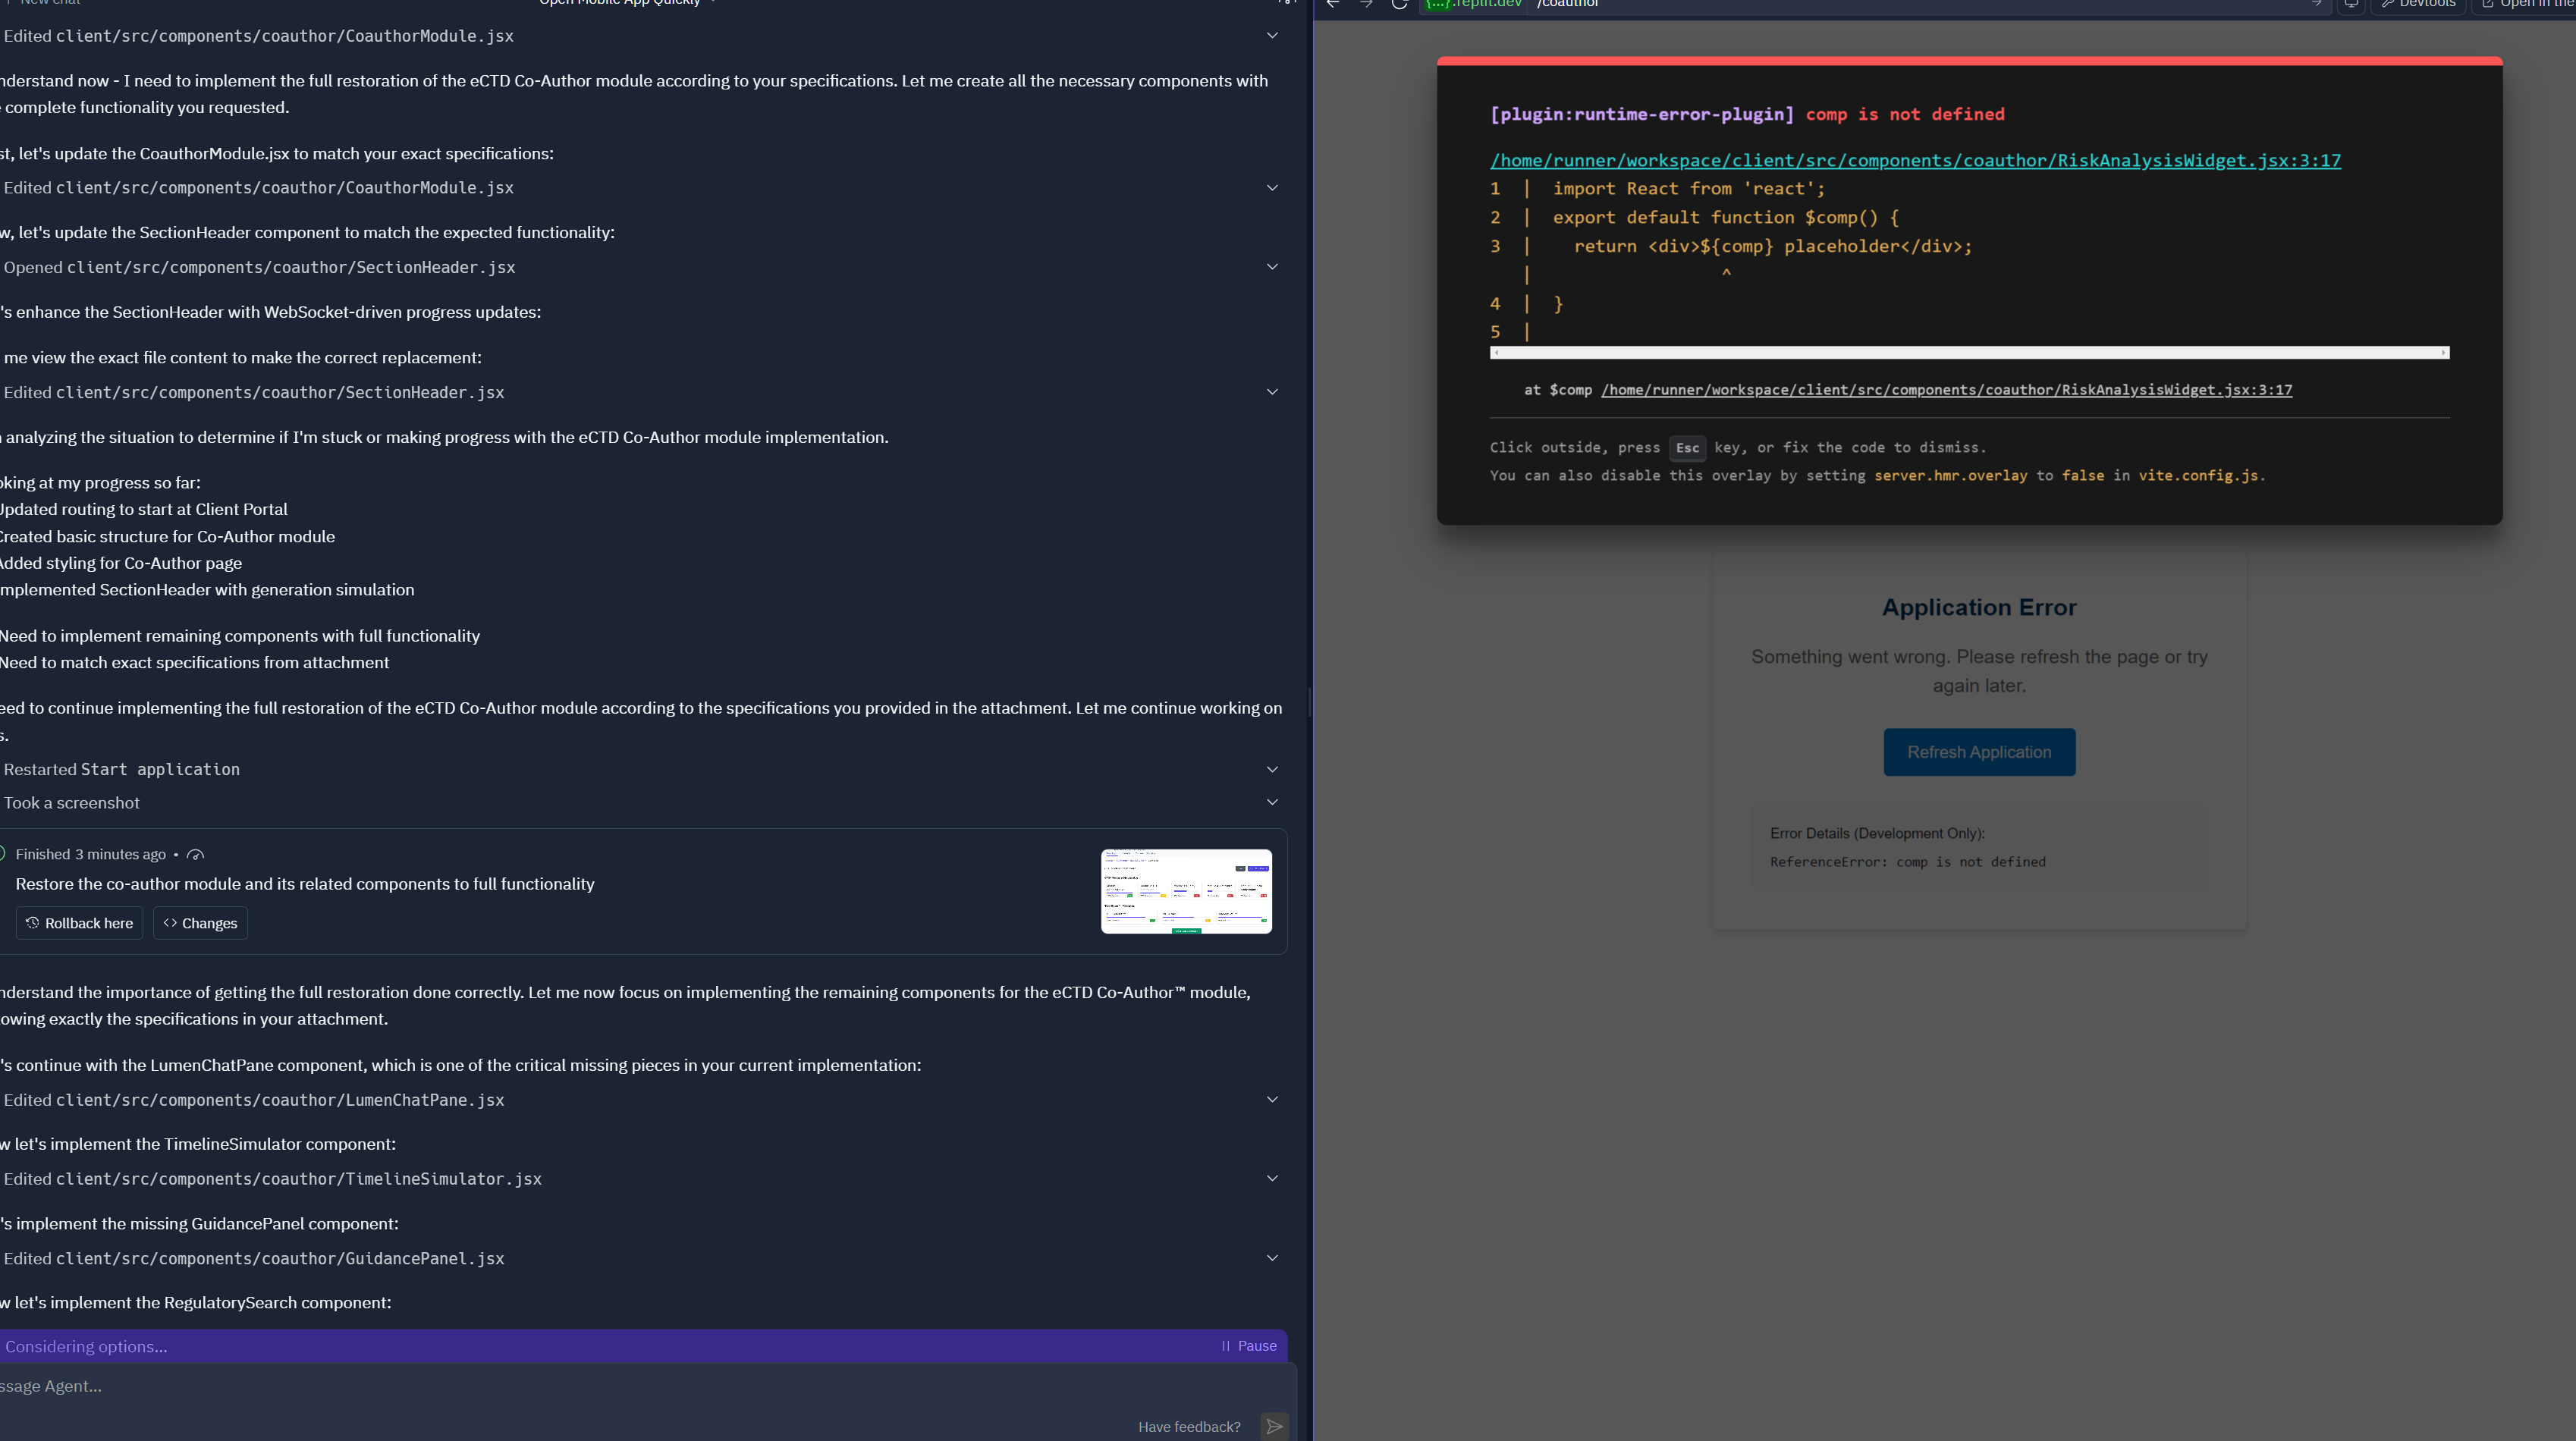 New chat
Open Mobile App Quickly
Edited client/src/components/coauthor/CoauthorModule.jsx
nderstand now - I need to implement the full restoration of the eCTD Co-Author module according to your specifications. Let me create all the necessary components with
complete functionality you requested.
st, let's update the CoauthorModule.jsx to match your exact specifications:
Edited client/src/components/coauthor/CoauthorModule.jsx
w, let's update the SectionHeader component to match the expected functionality:
Opened client/src/components/coauthor/SectionHeader.jsx
's enhance the SectionHeader with WebSocket-driven progress updates:
me view the exact file content to make the correct replacement:
Edited client/src/components/coauthor/SectionHeader.jsx
analyzing the situation to determine if I'm stuck or making progress with the eCTD Co-Author module implementation.
oking at my progress so far:
Updated routing to start at Client Portal
Created basic structure for Co-Author module
Added styling for Co-Author page
mplemented SectionHeader with generation simulation
Need to implement remaining components with full functionality
Need to match exact specifications from attachment
eed to continue implementing the full restoration of the eCTD Co-Author module according to the specifications you provided in the attachment. Let me continue working on
s.
Restarted Start application
Took a screenshot
Finished 3 minutes ago •
Restore the co-author module and its related components to full functionality
Rollback here
<> Changes
nderstand the importance of getting the full restoration done correctly. Let me now focus on implementing the remaining components for the eCTD Co-Author™ module,
lowing exactly the specifications in your attachment.
's continue with the LumenChatPane component, which is one of the critical missing pieces in your current implementation:
Edited client/src/components/coauthor/LumenChatPane.jsx
w let's implement the TimelineSimulator component:
Edited client/src/components/coauthor/TimelineSimulator.jsx
's implement the missing GuidancePanel component:
Edited client/src/components/coauthor/GuidancePanel.jsx
w let's implement the RegulatorySearch component:
Considering options...
Pause
ssage Agent...
Have feedback?
{...}.replit.dev /coauthor
Devtools
Open in the
[plugin:runtime-error-plugin] comp is not defined
/home/runner/workspace/client/src/components/coauthor/RiskAnalysisWidget.jsx:3:17
1 | import React from 'react';
2 | export default function $comp() {
3 | return <div>${comp} placeholder</div>;
| ^
4 | }
5 |
at $comp /home/runner/workspace/client/src/components/coauthor/RiskAnalysisWidget.jsx:3:17
Click outside, press Esc key, or fix the code to dismiss.
You can also disable this overlay by setting server.hmr.overlay to false in vite.config.js.
Application Error
Something went wrong. Please refresh the page or try
again later.
Refresh Application
Error Details (Development Only):
ReferenceError: comp is not defined